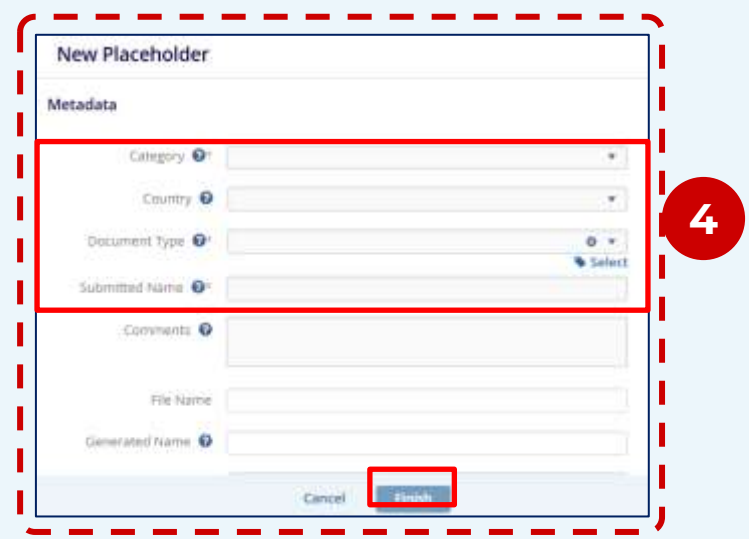 New Placeholder
Metadata
Category ?*
Country ?
Document Type ?*
Select
Submitted Name ?*
Comments ?
File Name
Generated Name ?
Cancel Finish
4